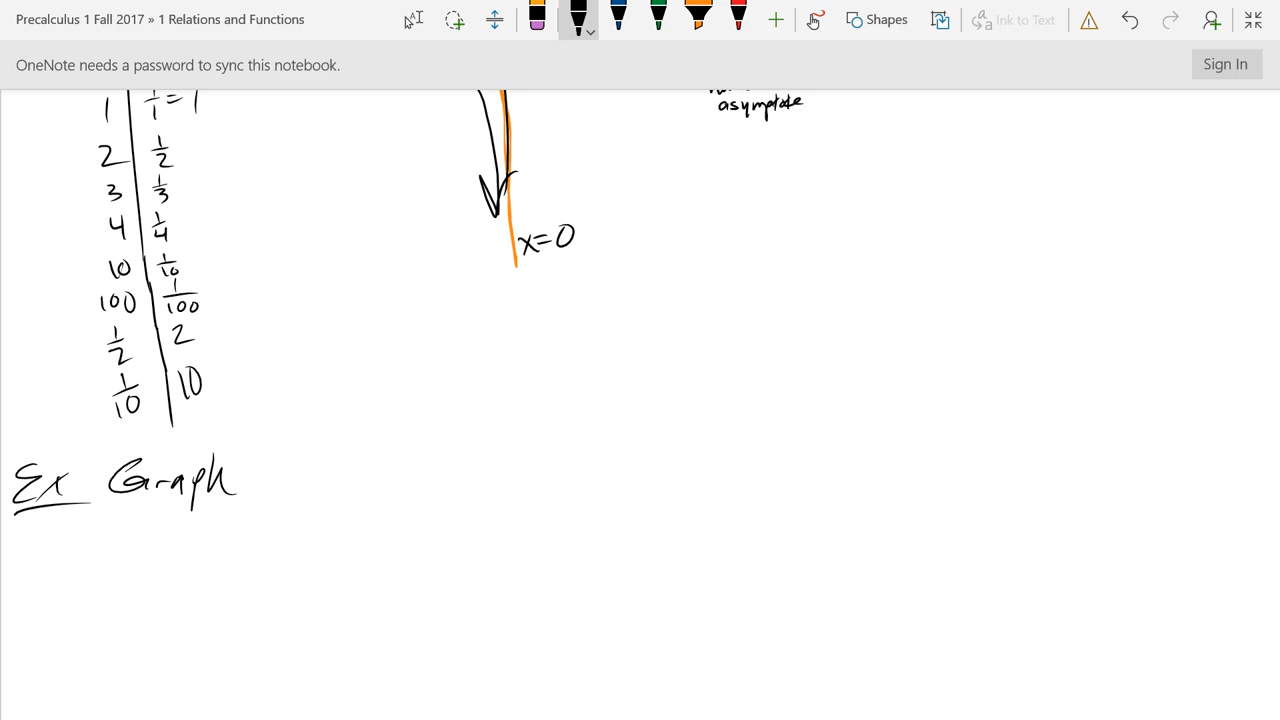 Precalculus 1 Fall 2017 » 1 Relations and Functions
Shapes
Link to Text
OneNote needs a password to sync this notebook.
Sign In
1 | 1/1 = 1
asymptote
2 | 1/2
3 | 1/3
4 | 1/4
x=0
10 | 1/10
100 | 1/100
1/2 | 2
1/10 | 10
Ex Graph